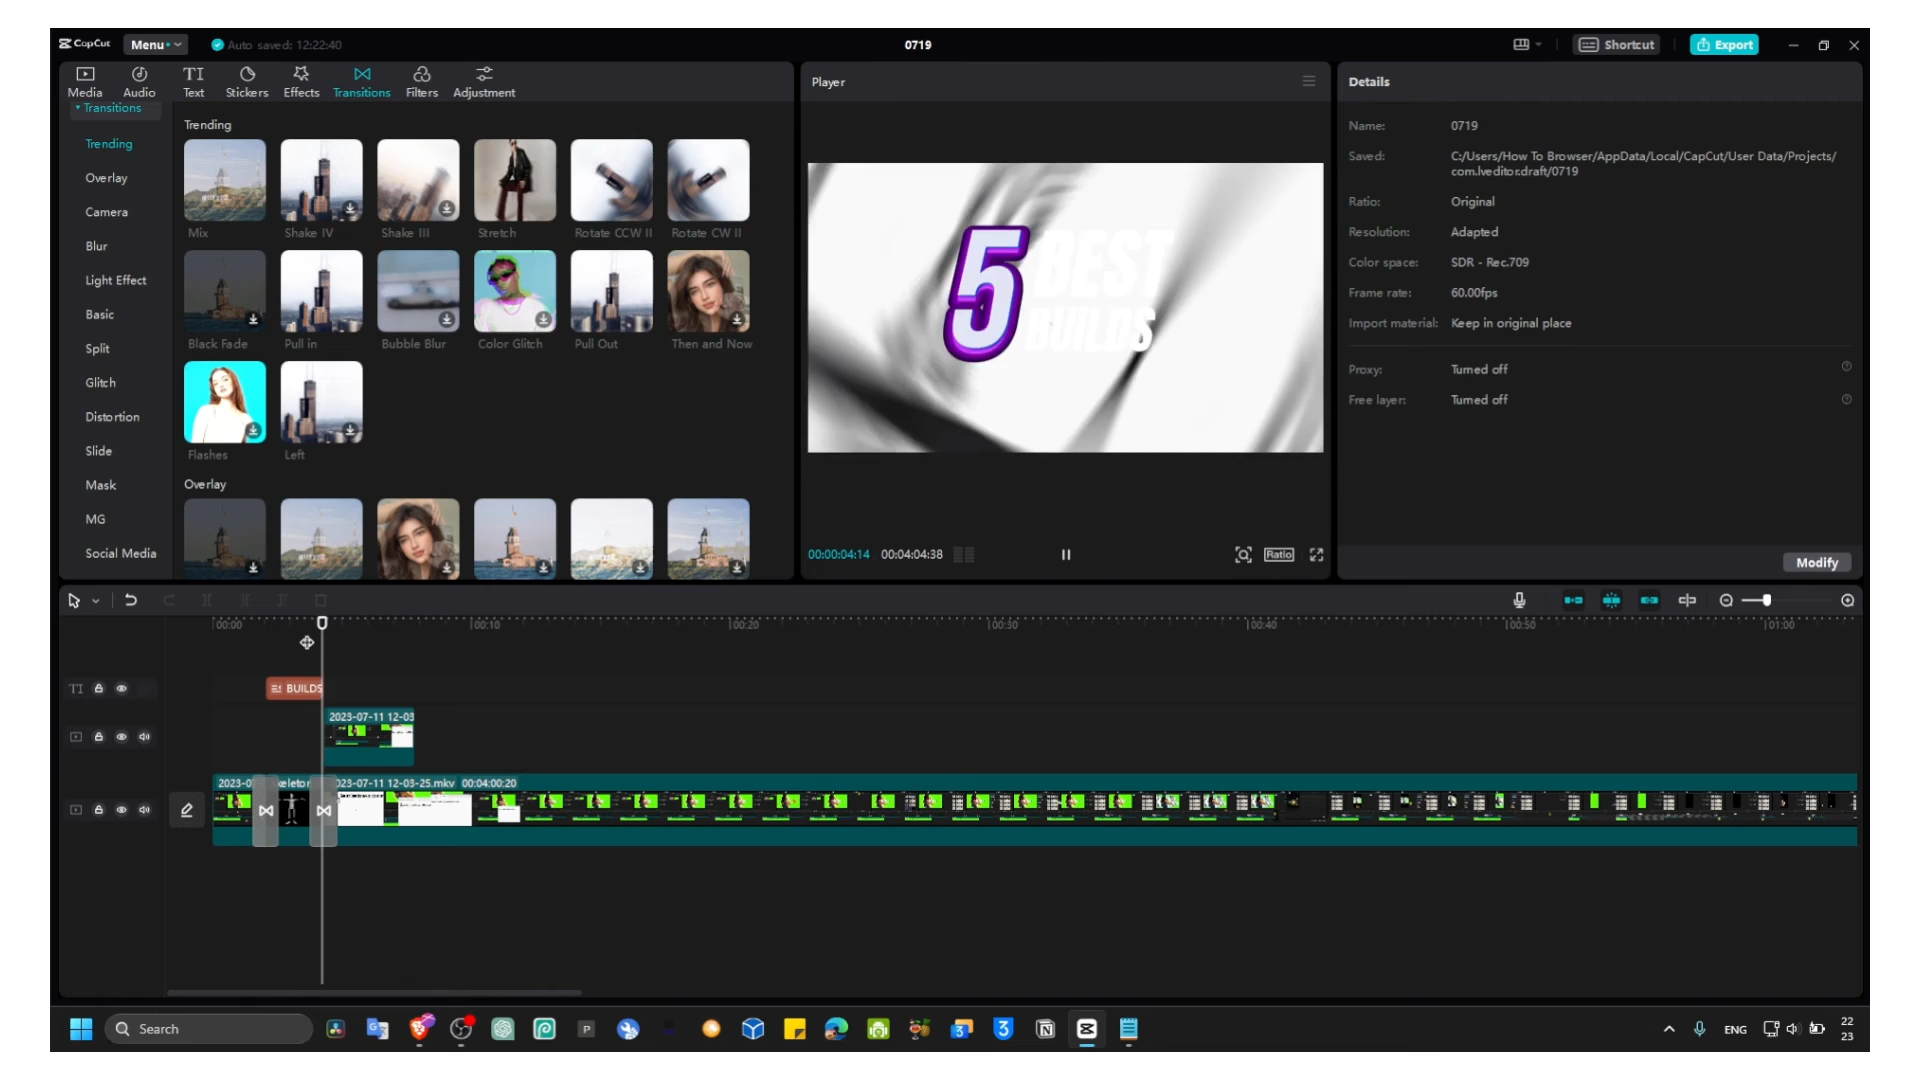 CapCut Menu Auto saved: 12:22:40 0719 Shortcut Export
Media Audio Text Stickers Effects Transitions Filters Adjustment
Transitions
Trending
Overlay
Camera
Blur
Light Effect
Basic
Split
Glitch
Distortion
Slide
Mask
MG
Social Media
Trending
Mix Shake IV Shake III Stretch Rotate CCW II Rotate CW II
Black Fade Pull in Bubble Blur Color Glitch Pull Out Then and Now
Flashes Left
Overlay
Player
5 BEST
BUILDS
00:00:04:14 00:04:04:38 Ratio
Details
Name: 0719
Saved: C:/Users/How To Browser/AppData/Local/CapCut/User Data/Projects/
com.lveditor.draft/0719
Ratio: Original
Resolution: Adapted
Color space: SDR - Rec.709
Frame rate: 60.00fps
Import material: Keep in original place
Proxy: Turned off
Free layer: Turned off
Modify
00:00 00:10 00:20 00:30 00:40 00:50 01:00
TI BUILDS
2023-07-11 12-03
2023-0 keletor 023-07-11 12-03-25.mkv 00:04:00:20
Search
ENG
22
23